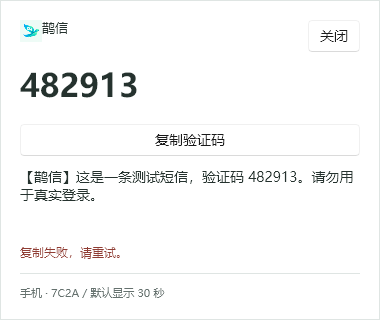 鹊信
关闭
482913
复制验证码
【鹊信】这是一条测试短信，验证码 482913。请勿用
于真实登录。
复制失败，请重试。
手机 · 7C2A / 默认显示 30 秒